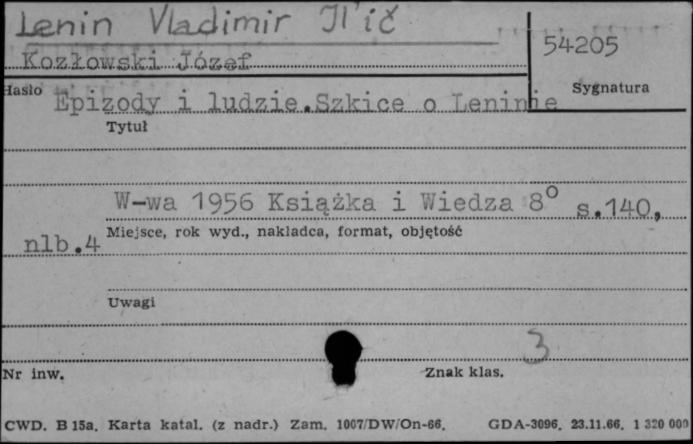 Lenin Vladimir Il'ič
54205
Kozłowski Józef
Hasło
Sygnatura
Epizody i ludzie.Szkice o Leninie
Tytuł
W-wa 1956 Książka i Wiedza 8° s.140,
Miejsce, rok wyd., nakladca, format, objętość
nlb.4
Uwagi
3
Nr inw.
Znak klas.
CWD. B 15a. Karta katal. (z nadr.) Zam. 1007/DW/On-66. GDA-3096. 23.11.66. 1 320 000